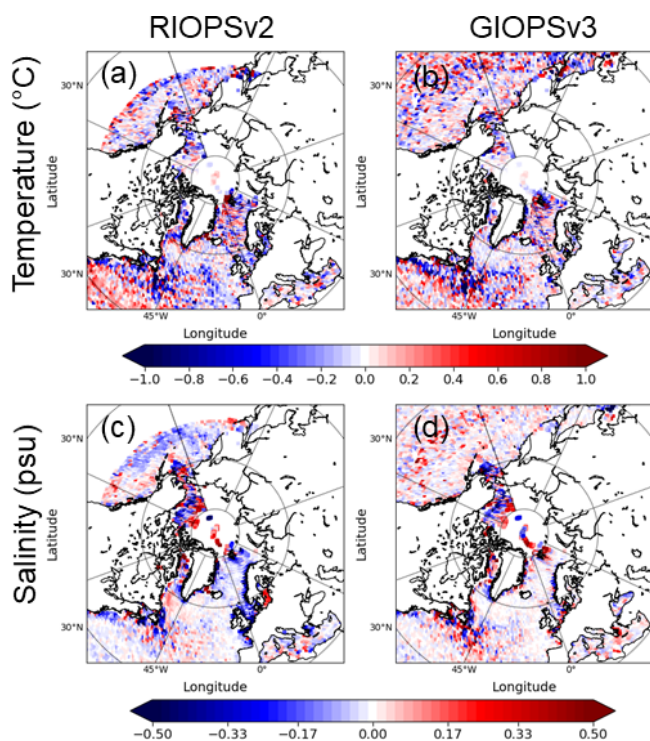 RIOPSv2 GIOPSv3
Temperature (°C)
(a) (b)
30°N 30°N
Latitude Latitude
30°N 30°N
45°W 0° 45°W 0°
Longitude Longitude
−1.0 −0.8 −0.6 −0.4 −0.2 0.0 0.2 0.4 0.6 0.8 1.0
Salinity (psu)
(c) (d)
30°N 30°N
Latitude Latitude
30°N 30°N
45°W 0° 45°W 0°
Longitude Longitude
−0.50 −0.33 −0.17 0.00 0.17 0.33 0.50